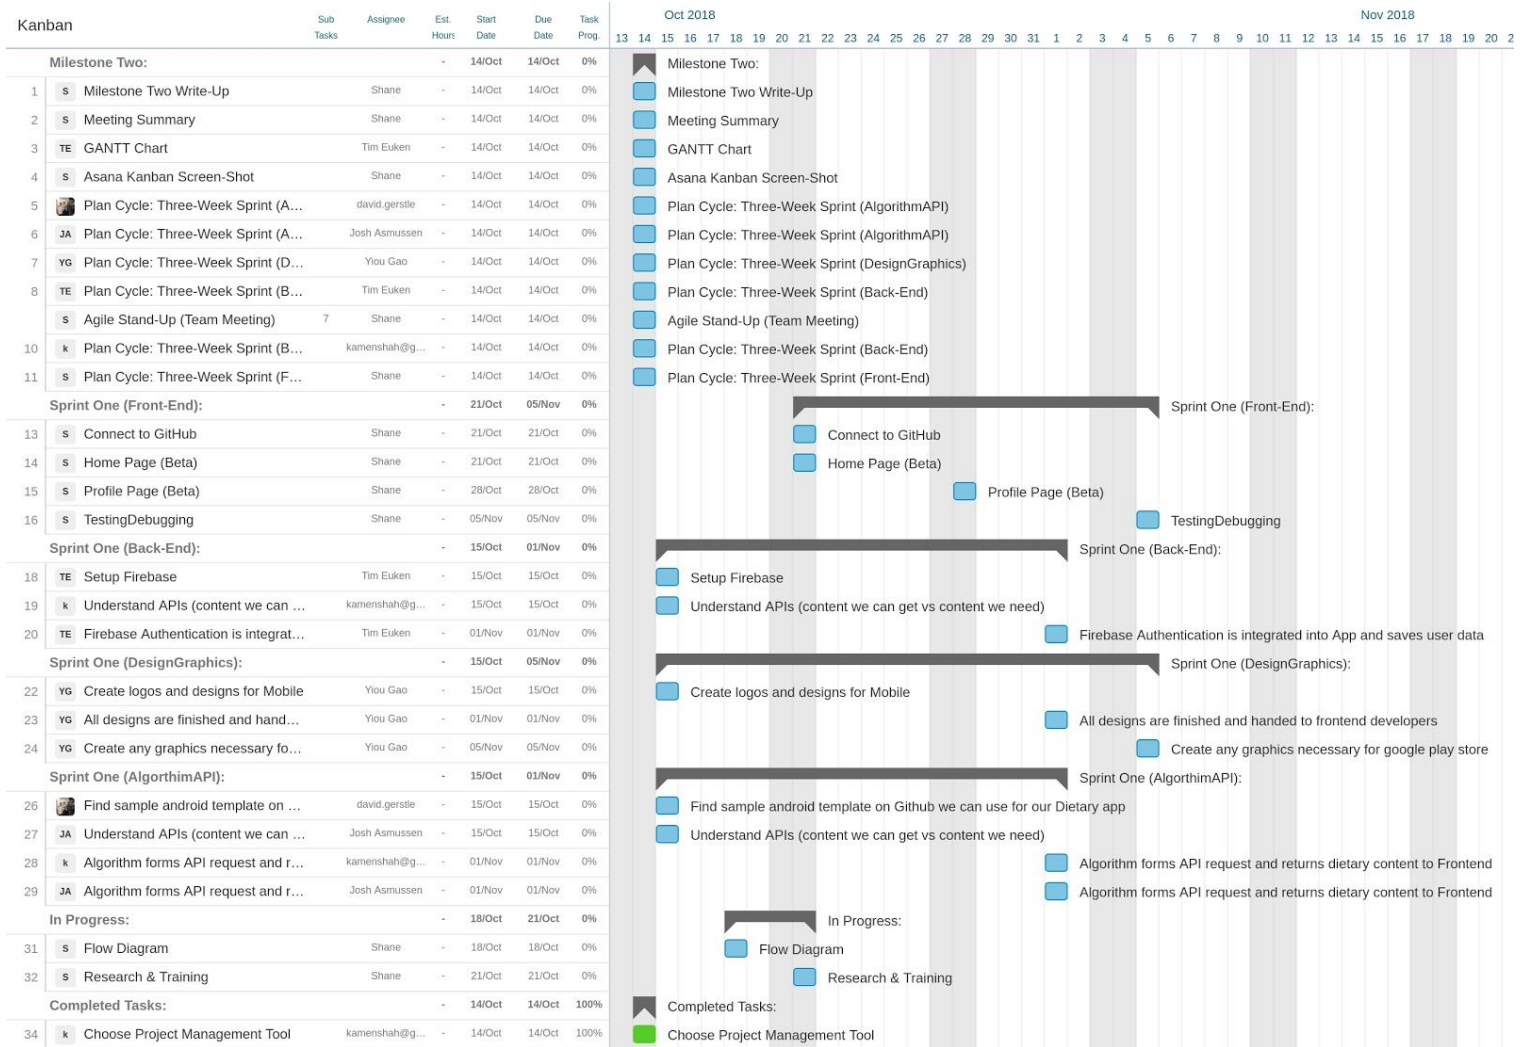 Kanban Sub Tasks Assignee Est. Hours Start Date Due Date Task Prog. Oct 2018 Nov 2018
13 14 15 16 17 18 19 20 21 22 23 24 25 26 27 28 29 30 31 1 2 3 4 5 6 7 8 9 10 11 12 13 14 15 16 17 18 19 20 2
Milestone Two: - 14/Oct 14/Oct 0% Milestone Two:
1 S Milestone Two Write-Up Shane - 14/Oct 14/Oct 0% Milestone Two Write-Up
2 S Meeting Summary Shane - 14/Oct 14/Oct 0% Meeting Summary
3 TE GANTT Chart Tim Euken - 14/Oct 14/Oct 0% GANTT Chart
4 S Asana Kanban Screen-Shot Shane - 14/Oct 14/Oct 0% Asana Kanban Screen-Shot
5 Plan Cycle: Three-Week Sprint (A... david.gerstle - 14/Oct 14/Oct 0% Plan Cycle: Three-Week Sprint (AlgorithmAPI)
6 JA Plan Cycle: Three-Week Sprint (A... Josh Asmussen - 14/Oct 14/Oct 0% Plan Cycle: Three-Week Sprint (AlgorithmAPI)
7 YG Plan Cycle: Three-Week Sprint (D... Yiou Gao - 14/Oct 14/Oct 0% Plan Cycle: Three-Week Sprint (DesignGraphics)
8 TE Plan Cycle: Three-Week Sprint (B... Tim Euken - 14/Oct 14/Oct 0% Plan Cycle: Three-Week Sprint (Back-End)
S Agile Stand-Up (Team Meeting) 7 Shane - 14/Oct 14/Oct 0% Agile Stand-Up (Team Meeting)
10 k Plan Cycle: Three-Week Sprint (B... kamenshah@g... - 14/Oct 14/Oct 0% Plan Cycle: Three-Week Sprint (Back-End)
11 S Plan Cycle: Three-Week Sprint (F... Shane - 14/Oct 14/Oct 0% Plan Cycle: Three-Week Sprint (Front-End)
Sprint One (Front-End): - 21/Oct 05/Nov 0% Sprint One (Front-End):
13 S Connect to GitHub Shane - 21/Oct 21/Oct 0% Connect to GitHub
14 S Home Page (Beta) Shane - 21/Oct 21/Oct 0% Home Page (Beta)
15 S Profile Page (Beta) Shane - 28/Oct 28/Oct 0% Profile Page (Beta)
16 S TestingDebugging Shane - 05/Nov 05/Nov 0% TestingDebugging
Sprint One (Back-End): - 15/Oct 01/Nov 0% Sprint One (Back-End):
18 TE Setup Firebase Tim Euken - 15/Oct 15/Oct 0% Setup Firebase
19 k Understand APIs (content we can ... kamenshah@g... - 15/Oct 15/Oct 0% Understand APIs (content we can get vs content we need)
20 TE Firebase Authentication is integrat... Tim Euken - 01/Nov 01/Nov 0% Firebase Authentication is integrated into App and saves user data
Sprint One (DesignGraphics): - 15/Oct 05/Nov 0% Sprint One (DesignGraphics):
22 YG Create logos and designs for Mobile Yiou Gao - 15/Oct 15/Oct 0% Create logos and designs for Mobile
23 YG All designs are finished and hand... Yiou Gao - 01/Nov 01/Nov 0% All designs are finished and handed to frontend developers
24 YG Create any graphics necessary fo... Yiou Gao - 05/Nov 05/Nov 0% Create any graphics necessary for google play store
Sprint One (AlgorthimAPI): - 15/Oct 01/Nov 0% Sprint One (AlgorthimAPI):
26 Find sample android template on ... david.gerstle - 15/Oct 15/Oct 0% Find sample android template on Github we can use for our Dietary app
27 JA Understand APIs (content we can ... Josh Asmussen - 15/Oct 15/Oct 0% Understand APIs (content we can get vs content we need)
28 k Algorithm forms API request and r... kamenshah@g... - 01/Nov 01/Nov 0% Algorithm forms API request and returns dietary content to Frontend
29 JA Algorithm forms API request and r... Josh Asmussen - 01/Nov 01/Nov 0% Algorithm forms API request and returns dietary content to Frontend
In Progress: - 18/Oct 21/Oct 0% In Progress:
31 S Flow Diagram Shane - 18/Oct 18/Oct 0% Flow Diagram
32 S Research & Training Shane - 21/Oct 21/Oct 0% Research & Training
Completed Tasks: - 14/Oct 14/Oct 100% Completed Tasks:
34 k Choose Project Management Tool kamenshah@g... - 14/Oct 14/Oct 100% Choose Project Management Tool